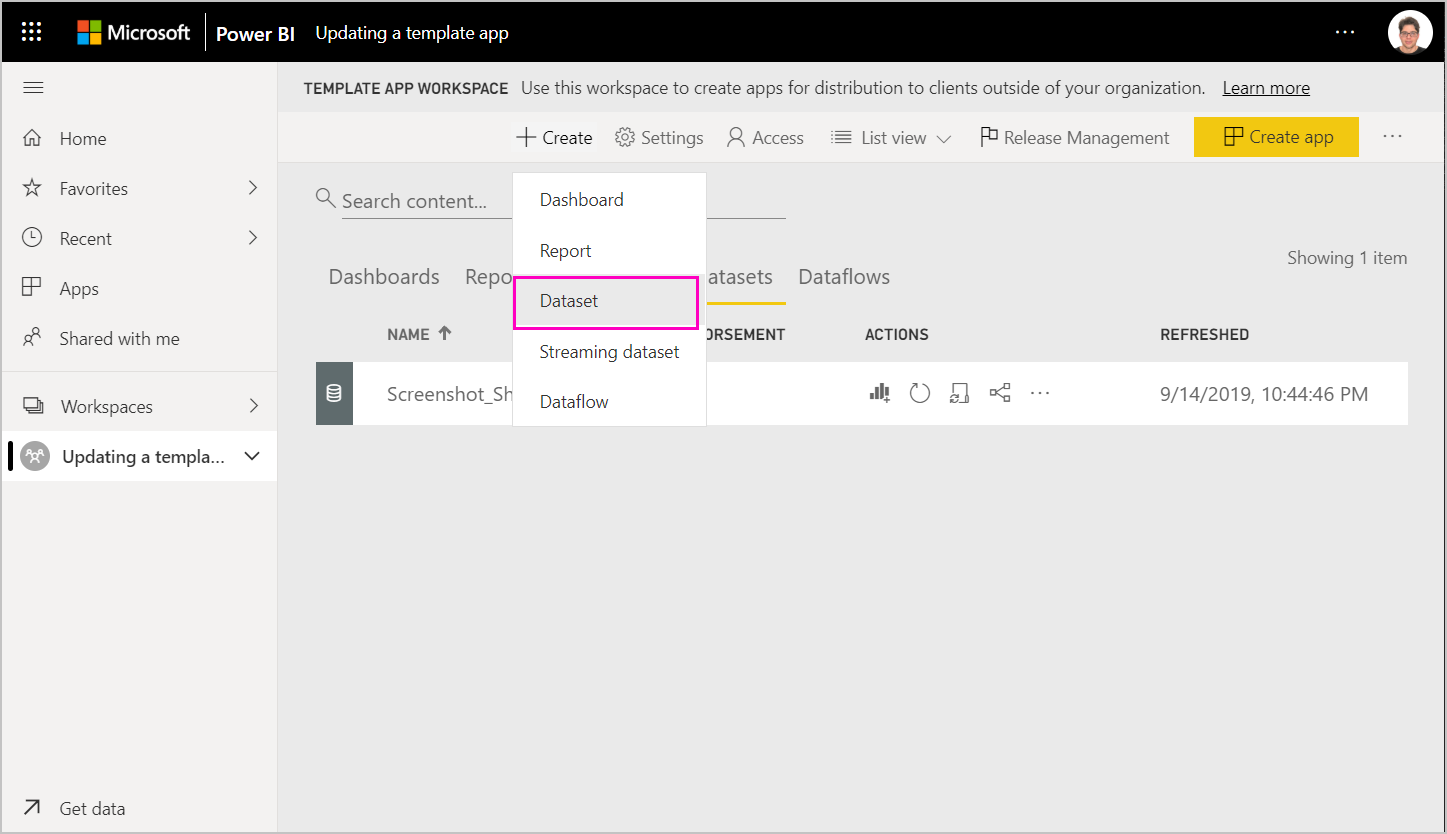 Microsoft Power BI Updating a template app
TEMPLATE APP WORKSPACE Use this workspace to create apps for distribution to clients outside of your organization. Learn more
Create Settings Access List view Release Management Create app
Home
Favorites
Recent
Apps
Shared with me
Workspaces
Updating a templa...
Get data
Search content...
Dashboard
Report
Dataset
Streaming dataset
Dataflow
Showing 1 item
Dashboards Repo atasets Dataflows
NAME ORSEMENT ACTIONS REFRESHED
Screenshot_Sh 9/14/2019, 10:44:46 PM